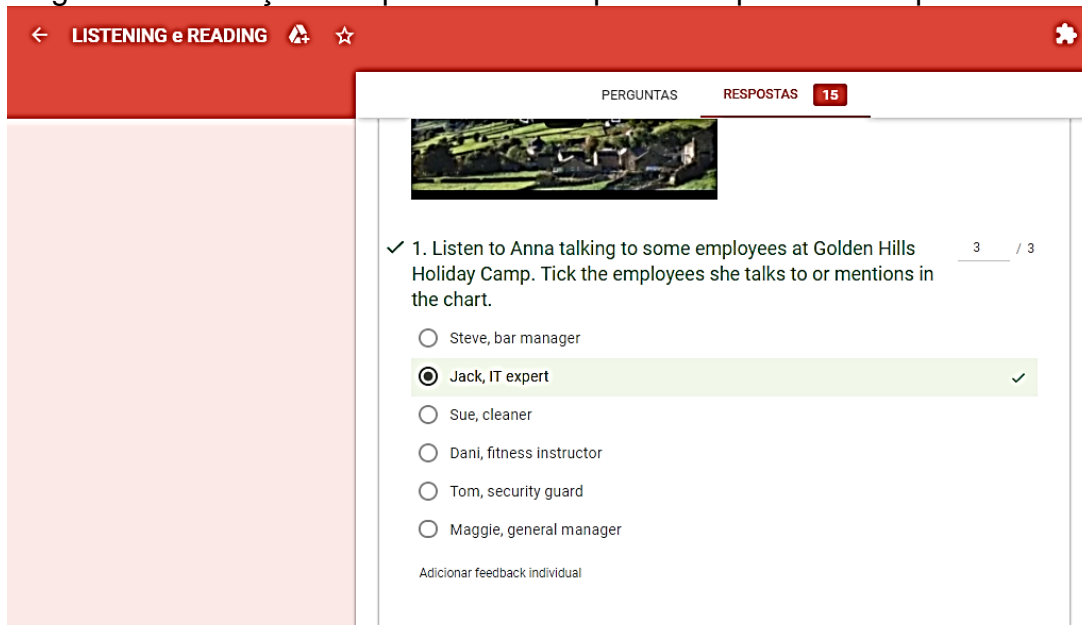 LISTENING e READING
PERGUNTAS RESPOSTAS 15
1. Listen to Anna talking to some employees at Golden Hills 3 / 3
Holiday Camp. Tick the employees she talks to or mentions in
the chart.
Steve, bar manager
Jack, IT expert
Sue, cleaner
Dani, fitness instructor
Tom, security guard
Maggie, general manager
Adicionar feedback individual